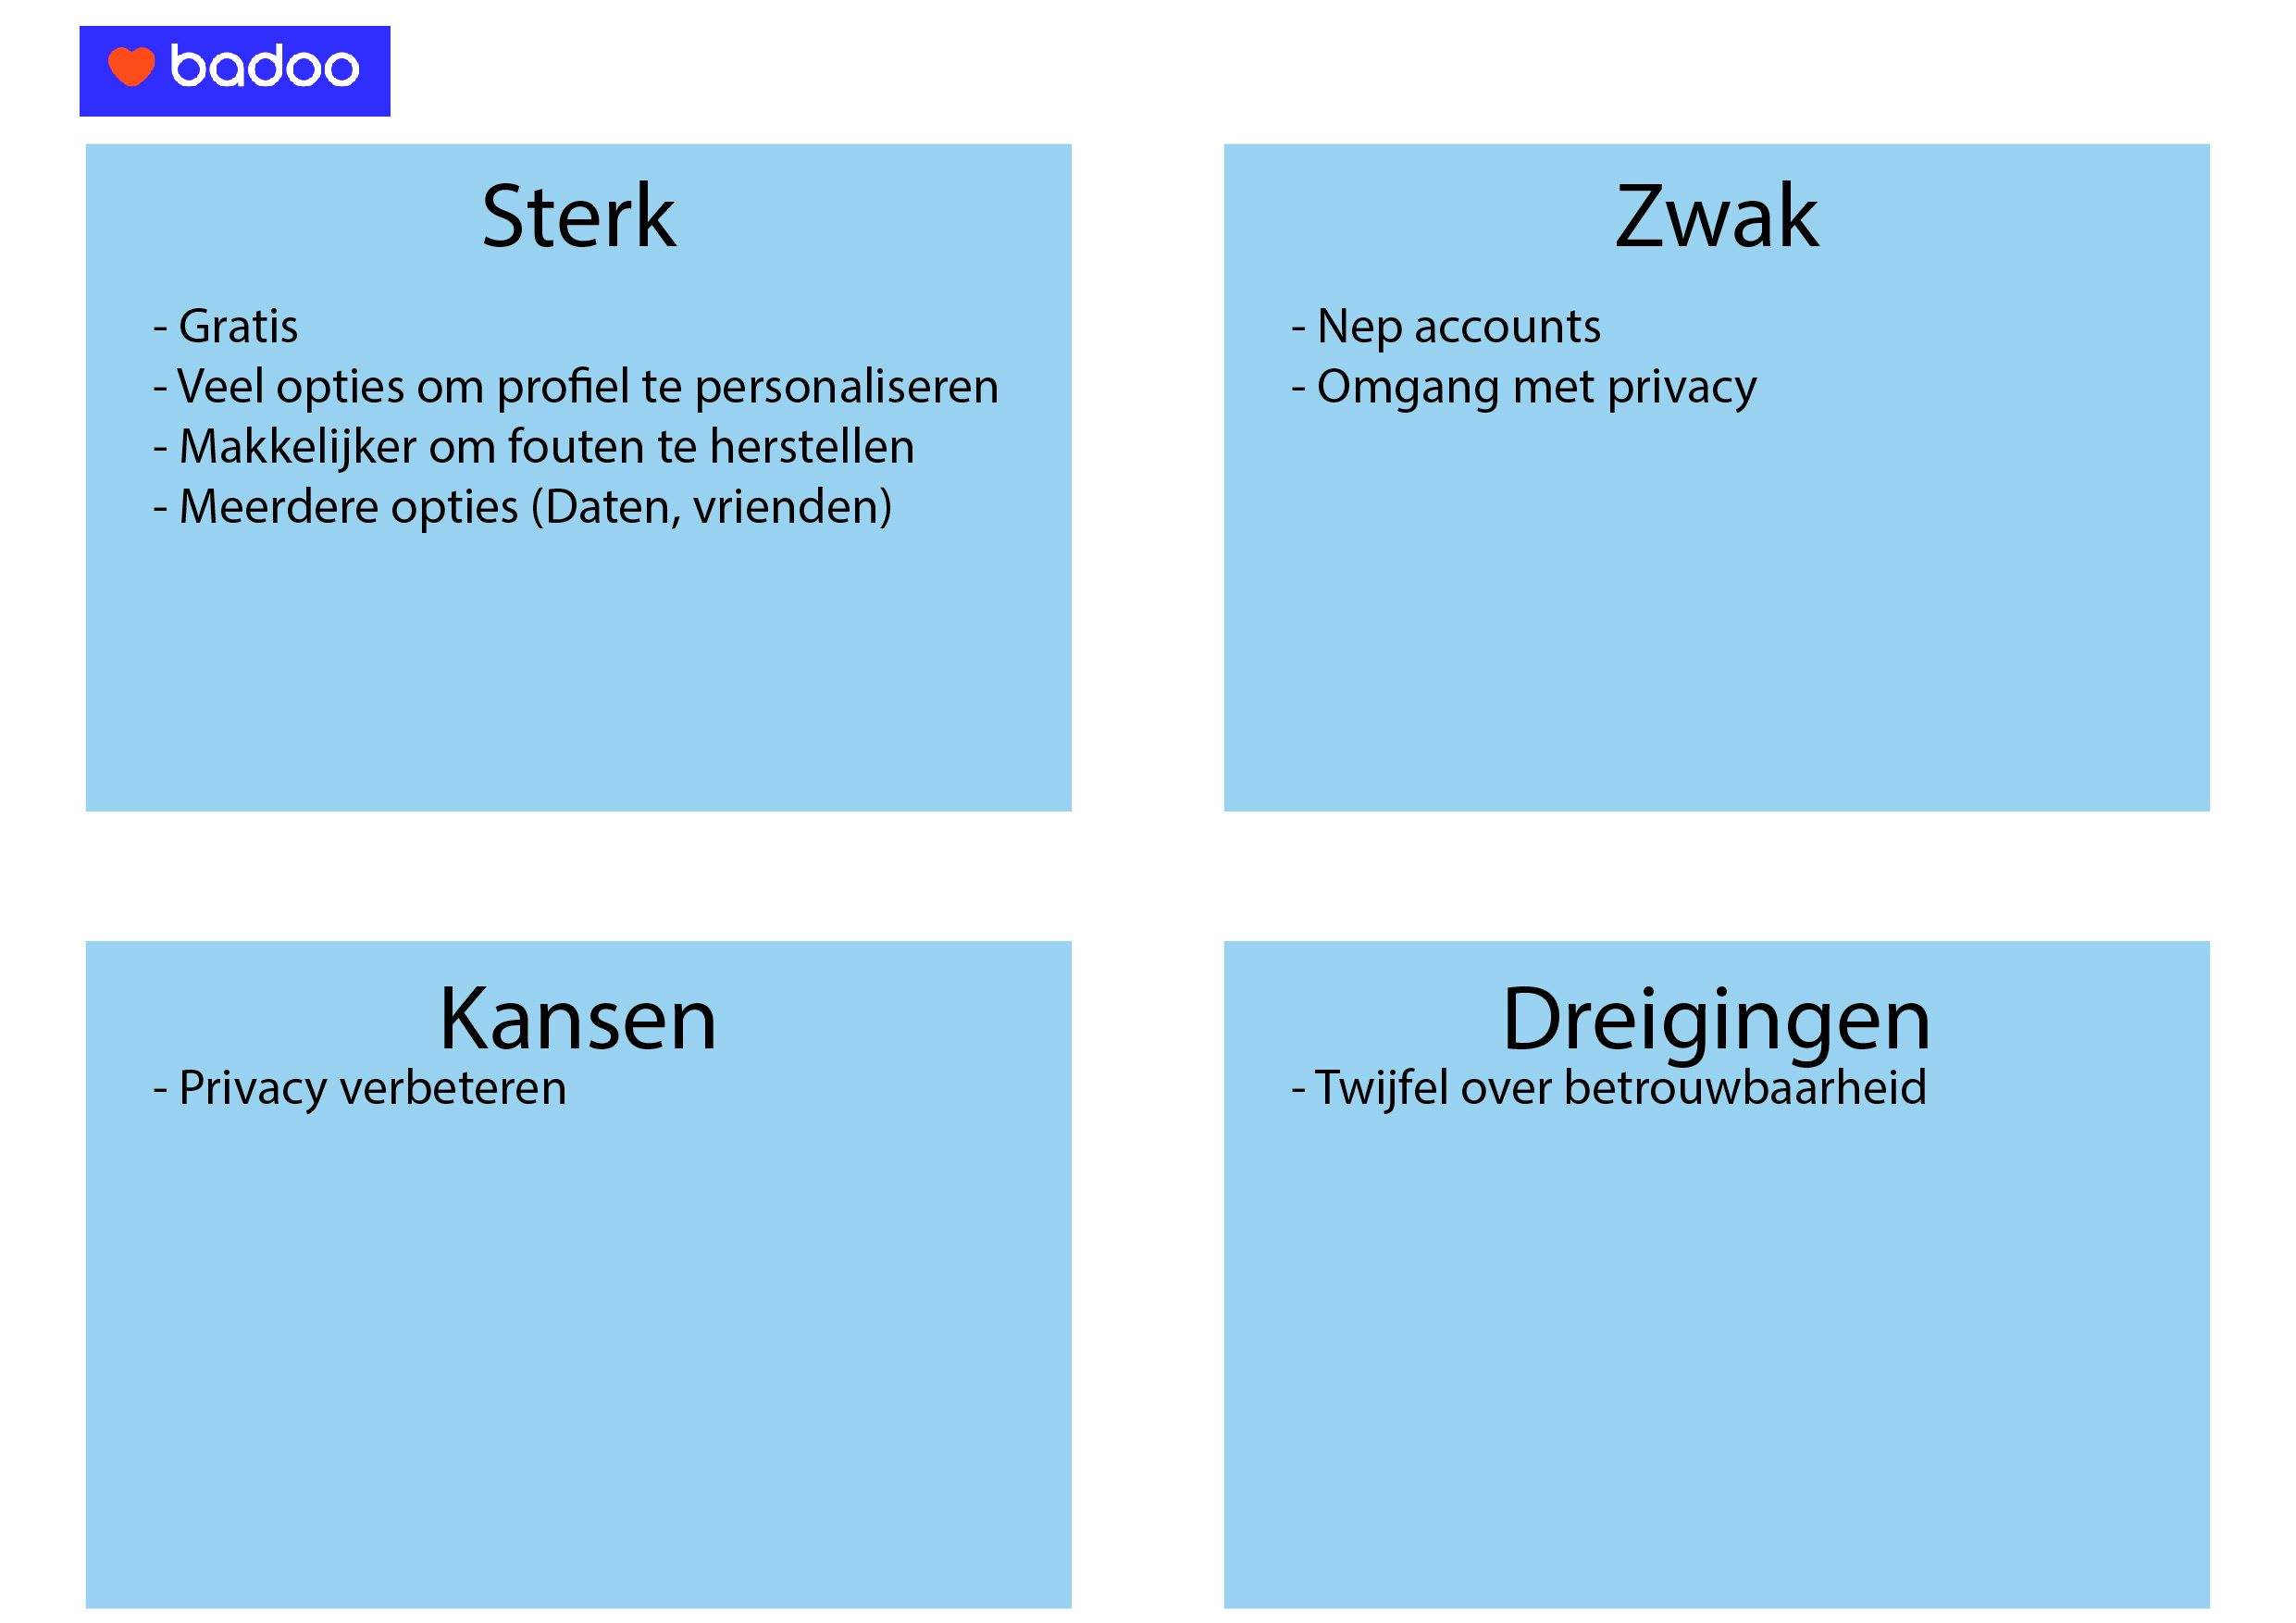 badoo
Sterk
- Gratis
- Veel opties om profiel te personaliseren
- Makkelijker om fouten te herstellen
- Meerdere opties (Daten, vrienden)
Zwak
- Nep accounts
- Omgang met privacy
Kansen
- Privacy verbeteren
Dreigingen
- Twijfel over betrouwbaarheid